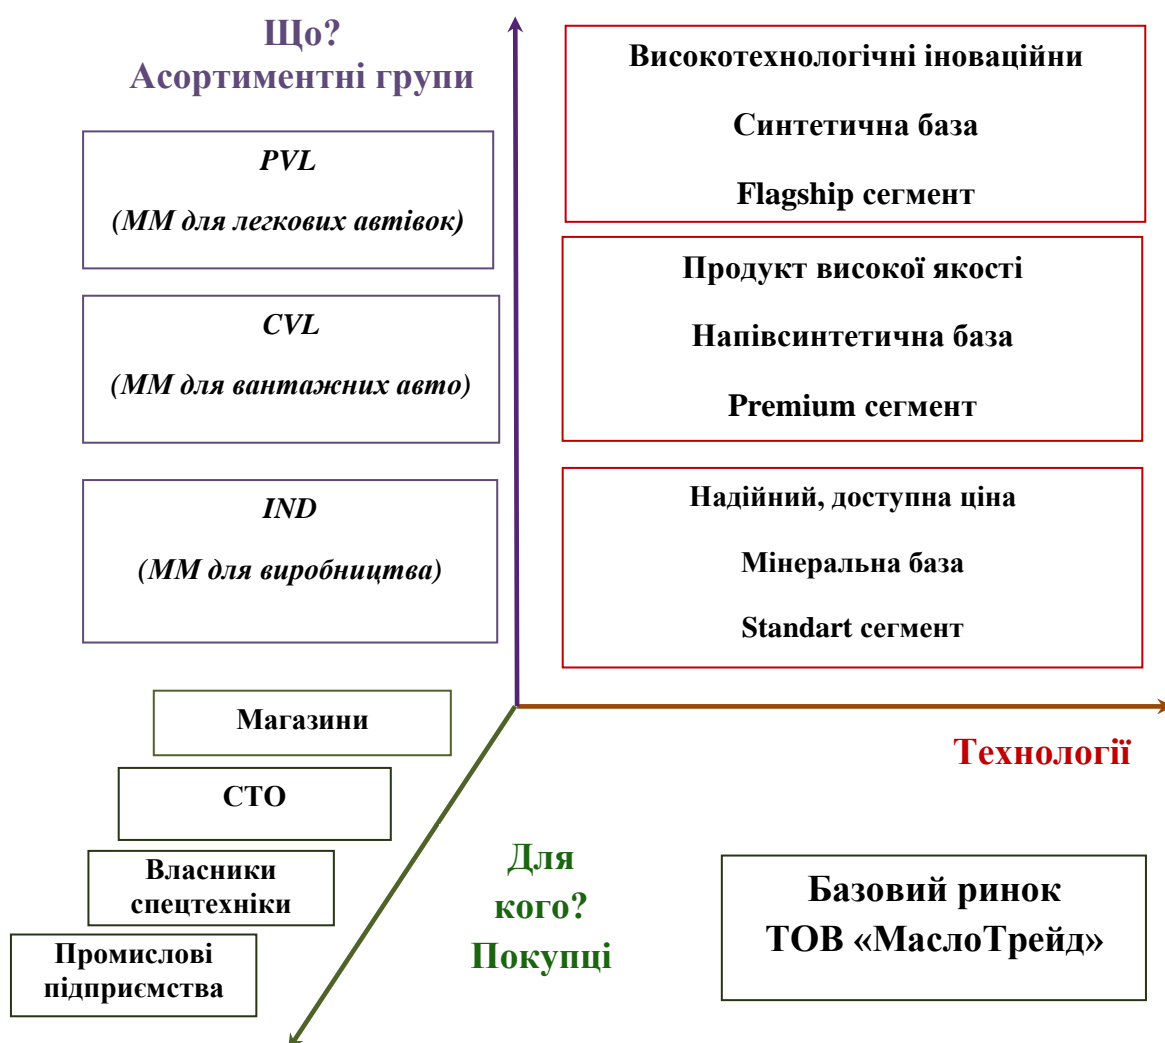 Що?
Асортиментні групи
PVL
(ММ для легкових автівок)
CVL
(ММ для вантажних авто)
IND
(ММ для виробництва)
Високотехнологічні іноваційни
Синтетична база
Flagship сегмент
Продукт високої якості
Напівсинтетична база
Premium сегмент
Надійний, доступна ціна
Мінеральна база
Standart сегмент
Технології
Магазини
СТО
Власники
спецтехніки
Промислові
підприємства
Для
кого?
Покупці
Базовий ринок
ТОВ «МаслоТрейд»